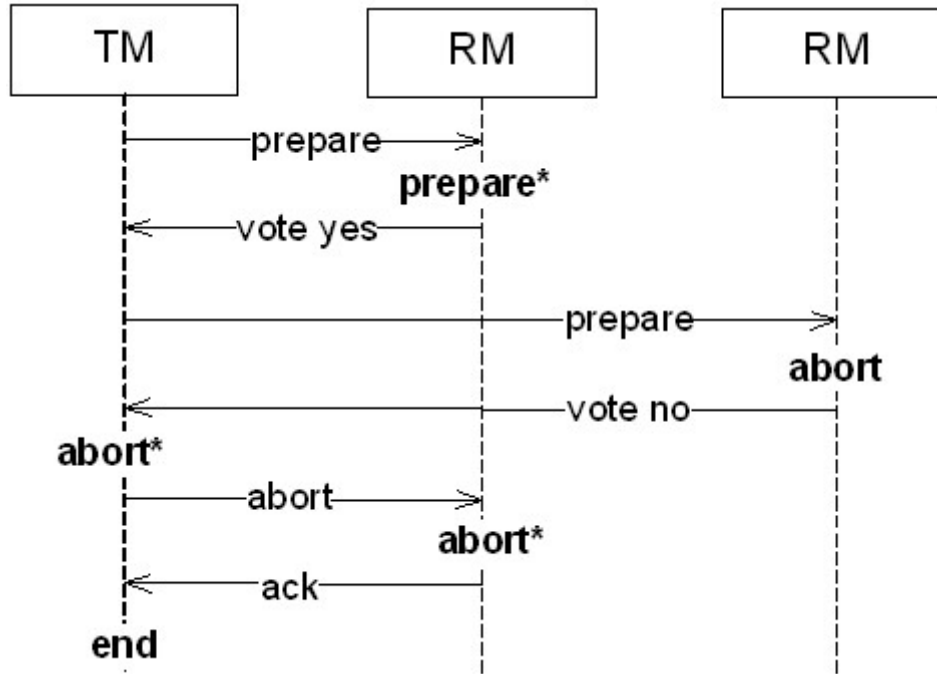 TM RM RM
prepare
prepare*
vote yes
prepare
abort
vote no
abort*
abort
abort*
ack
end